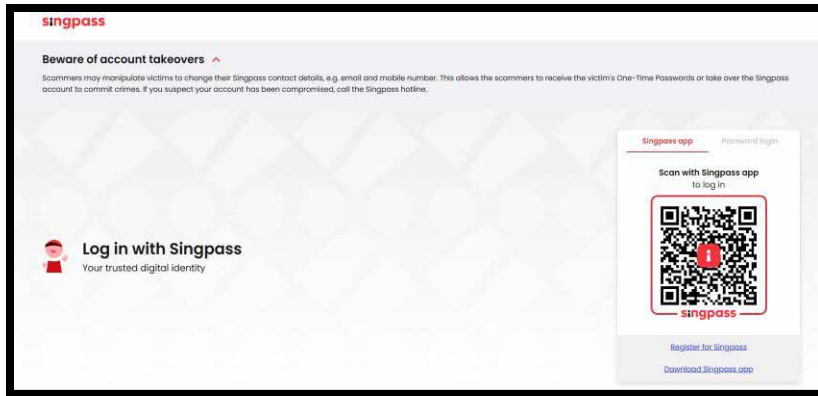 singpass
Beware of account takeovers
Scammers may manipulate victims to change their Singpass contact details, e.g. email and mobile number. This allows the scammers to receive the victim's One-Time Passwords or take over the Singpass
account to commit crimes. If you suspect your account has been compromised, call the Singpass hotline.
Singpass app Password login
Scan with Singpass app
to log in
singpass
Log in with Singpass
Your trusted digital identity
Register for Singpass
Download Singpass app